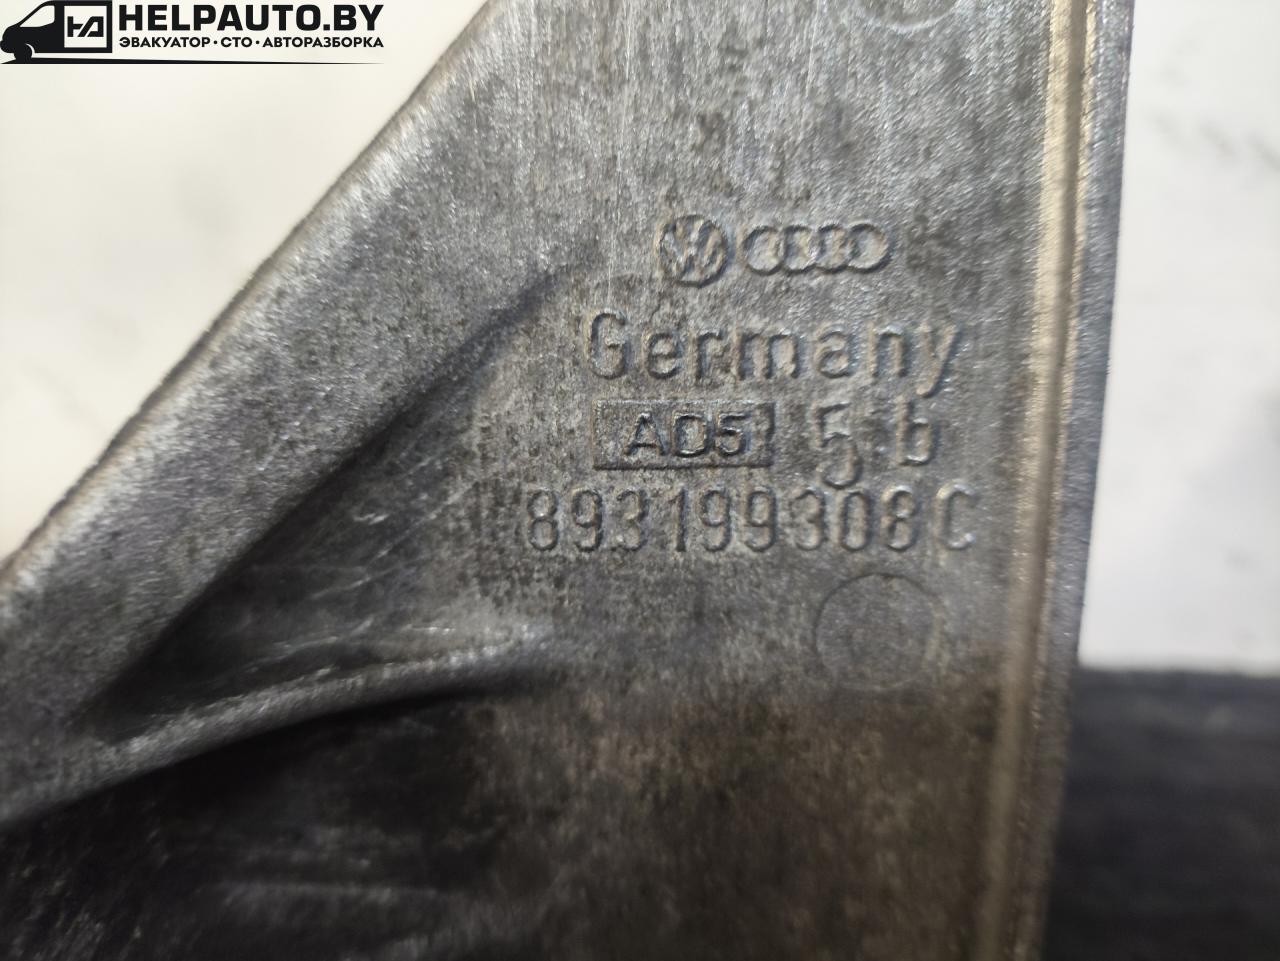 HELPAUTO.BY
ЭВАКУАТОР • СТО • АВТОРАЗБОРКА
Germany
AD5 5 b
893199308C